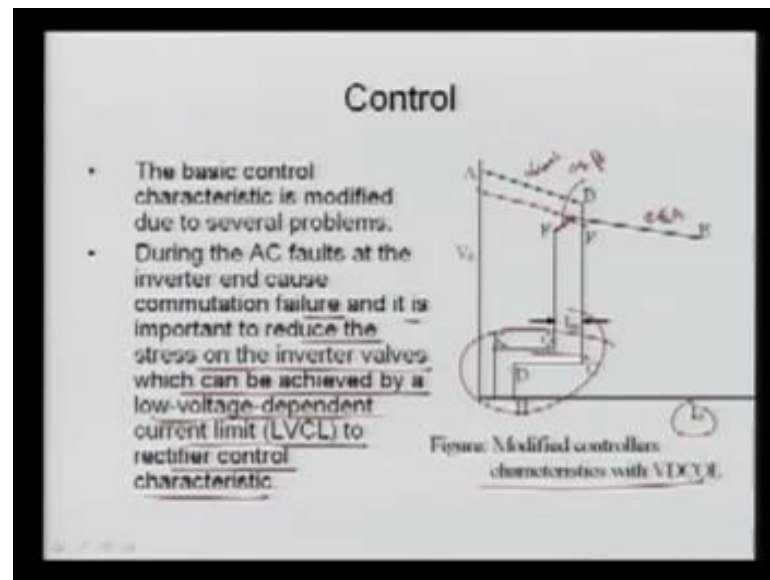 Control
• The basic control
characteristic is modified
due to several problems.
• During the AC faults at the
inverter end cause
commutation failure and it is
important to reduce the
stress on the inverter valves
which can be achieved by a
low-voltage-dependent
current limit (LVCL) to
rectifier control
characteristic
A
D
F
E
D
H
Figure: Modified controllers
characteristics with VDCOL